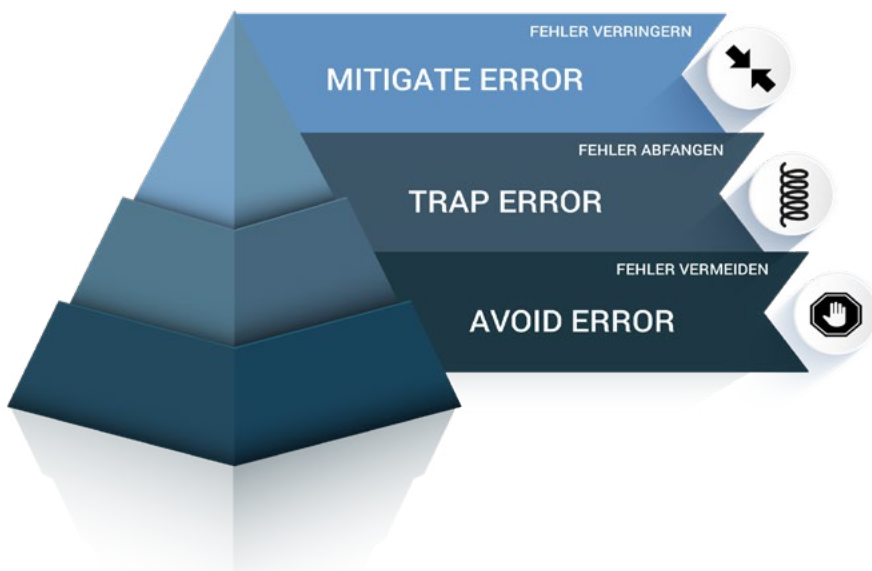 FEHLER VERRINGERN
MITIGATE ERROR
FEHLER ABFANGEN
TRAP ERROR
FEHLER VERMEIDEN
AVOID ERROR